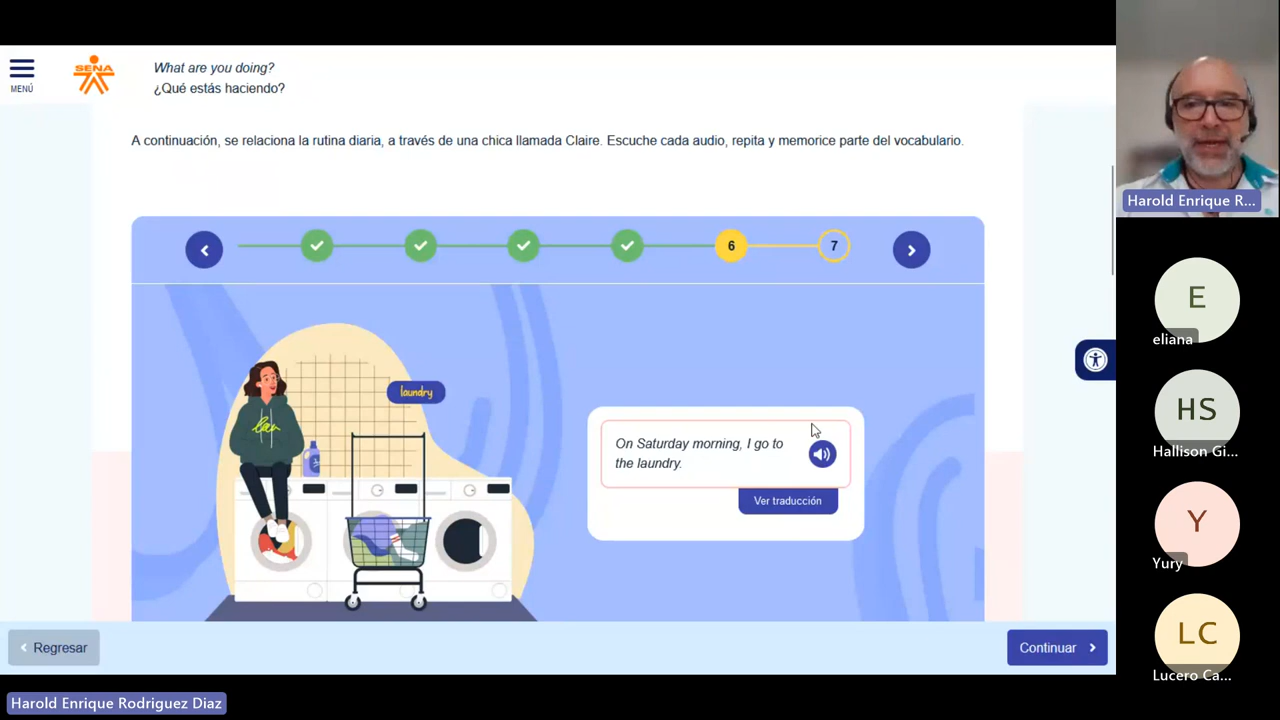 MENÚ
SENA
What are you doing?
¿Qué estás haciendo?
A continuación, se relaciona la rutina diaria, a través de una chica llamada Claire. Escuche cada audio, repita y memorice parte del vocabulario.
6
7
laundry
On Saturday morning, I go to
the laundry.
Ver traducción
Regresar
Continuar
Harold Enrique Rodriguez Diaz
Harold Enrique R...
E
eliana
HS
Hallison Gi...
Y
Yury
LC
Lucero Ca...